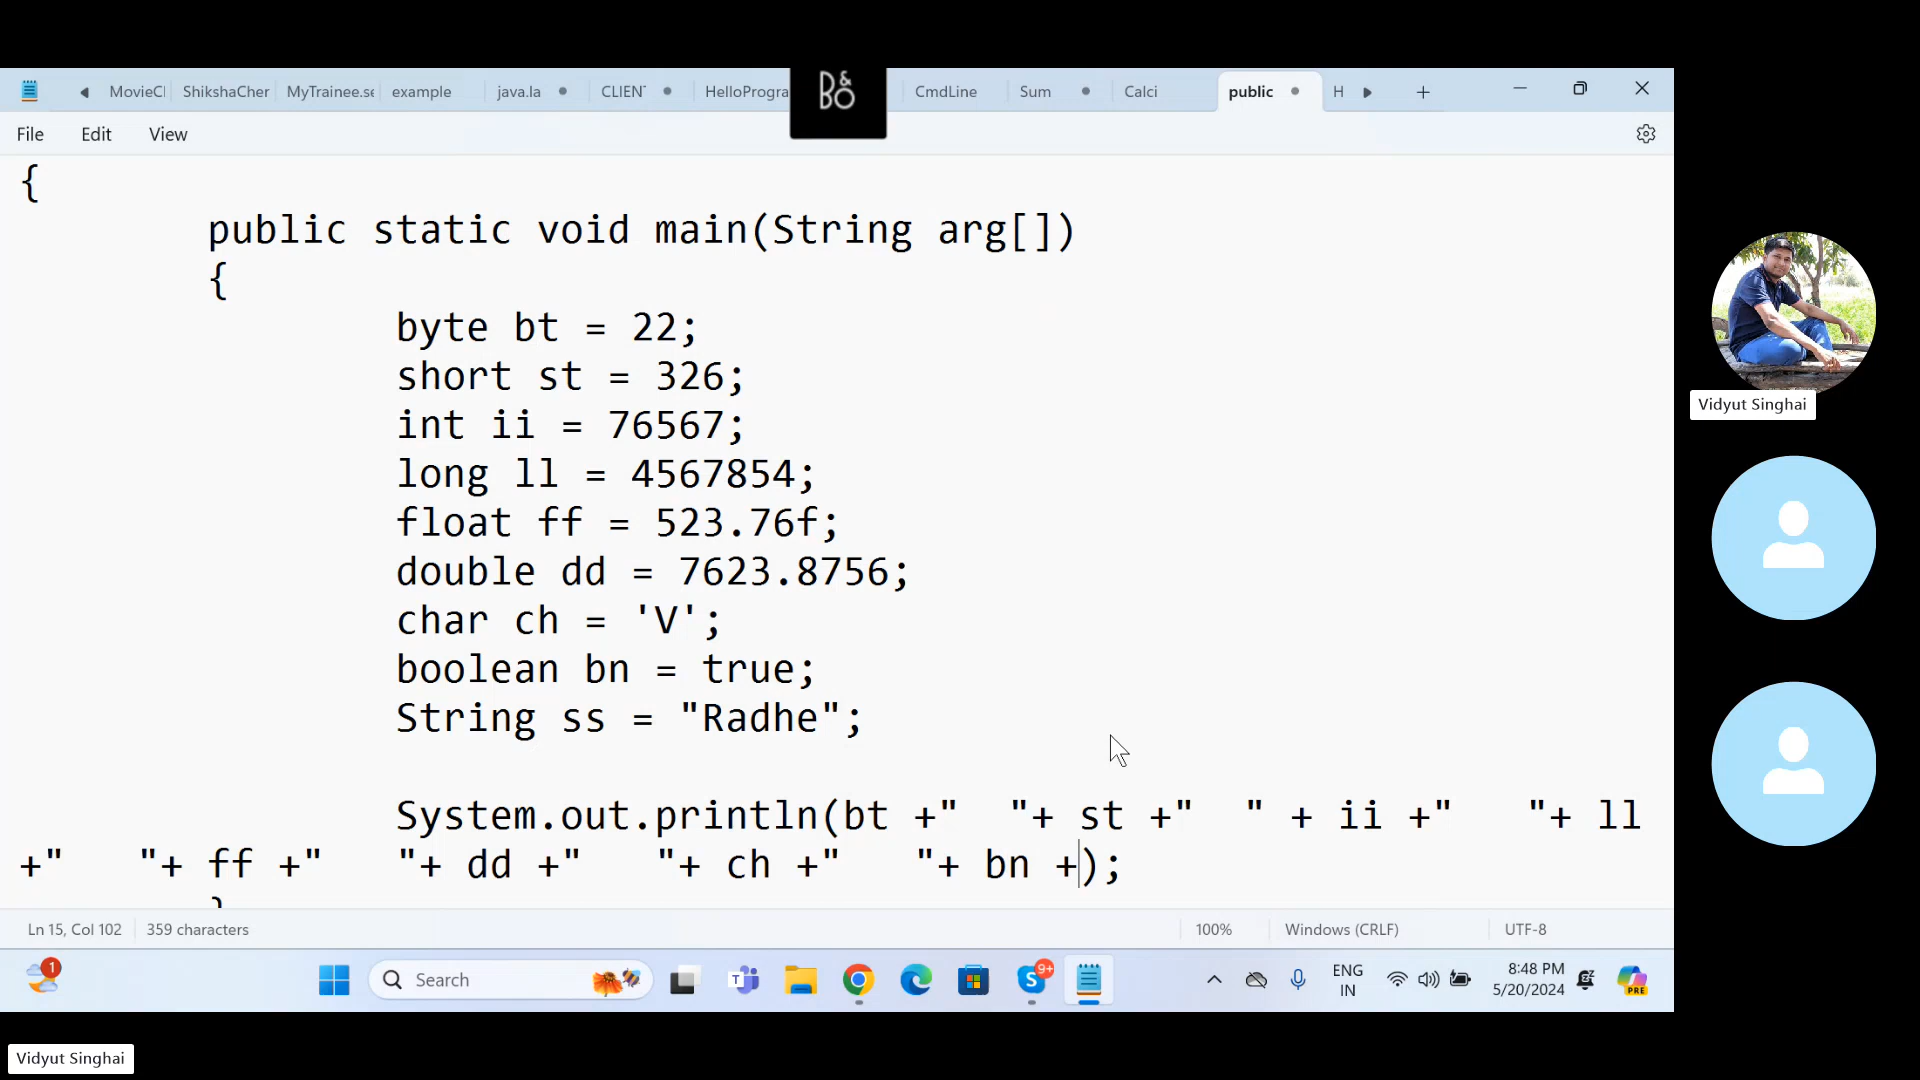 MovieCl
ShikshaCher
MyTrainee.se
example
java.la
CLIENT
HelloProgra
B&O
CmdLine
Sum
Calci
public
H
File
Edit
View
{
public static void main(String arg[])
{
byte bt = 22;
short st = 326;
int ii = 76567;
long ll = 4567854;
float ff = 523.76f;
double dd = 7623.8756;
char ch = 'V';
boolean bn = true;
String ss = "Radhe";
System.out.println(bt +"  "+ st +"  " + ii +"   "+ ll
+"   "+ ff +"   "+ dd +"   "+ ch +"   "+ bn +);
}
Ln 15, Col 102
359 characters
100%
Windows (CRLF)
UTF-8
1
Search
T
S
9+
ENG
IN
8:48 PM
5/20/2024
PRE
Vidyut Singhai
Vidyut Singhai